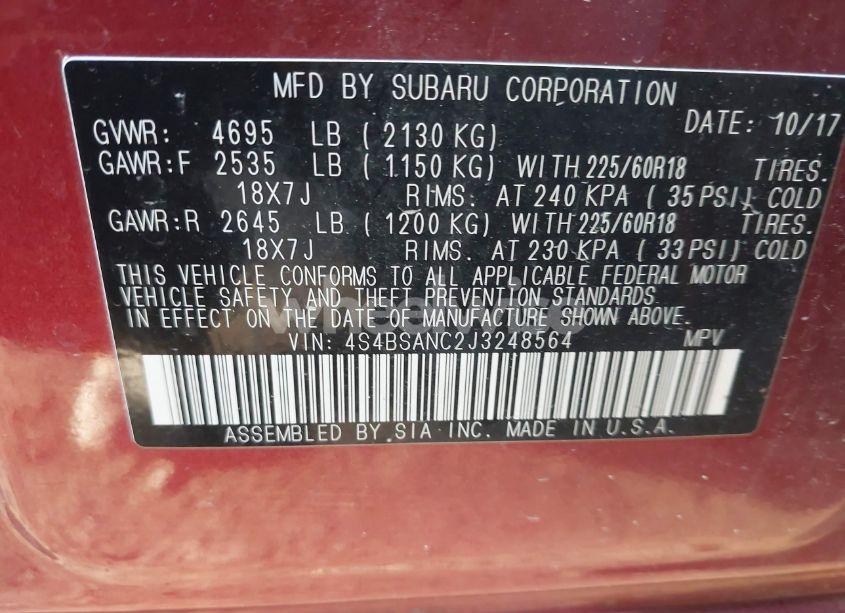 MFD BY SUBARU CORPORATION
DATE: 10/17
GVWR: 4695 LB ( 2130 KG)
GAWR:F 2535 LB ( 1150 KG) WITH 225/60R18 TIRES.
18X7J RIMS. AT 240 KPA ( 35 PSI) COLD
GAWR:R 2645 LB ( 1200 KG) WITH 225/60R18 TIRES.
18X7J RIMS. AT 230 KPA ( 33 PSI) COLD
THIS VEHICLE CONFORMS TO ALL APPLICABLE FEDERAL MOTOR
VEHICLE SAFETY AND THEFT PREVENTION STANDARDS
IN EFFECT ON THE DATE OF MANUFACTURE SHOWN ABOVE.
VIN: 4S4BSANC2J3248564 MPV
ASSEMBLED BY SIA INC. MADE IN U.S.A.